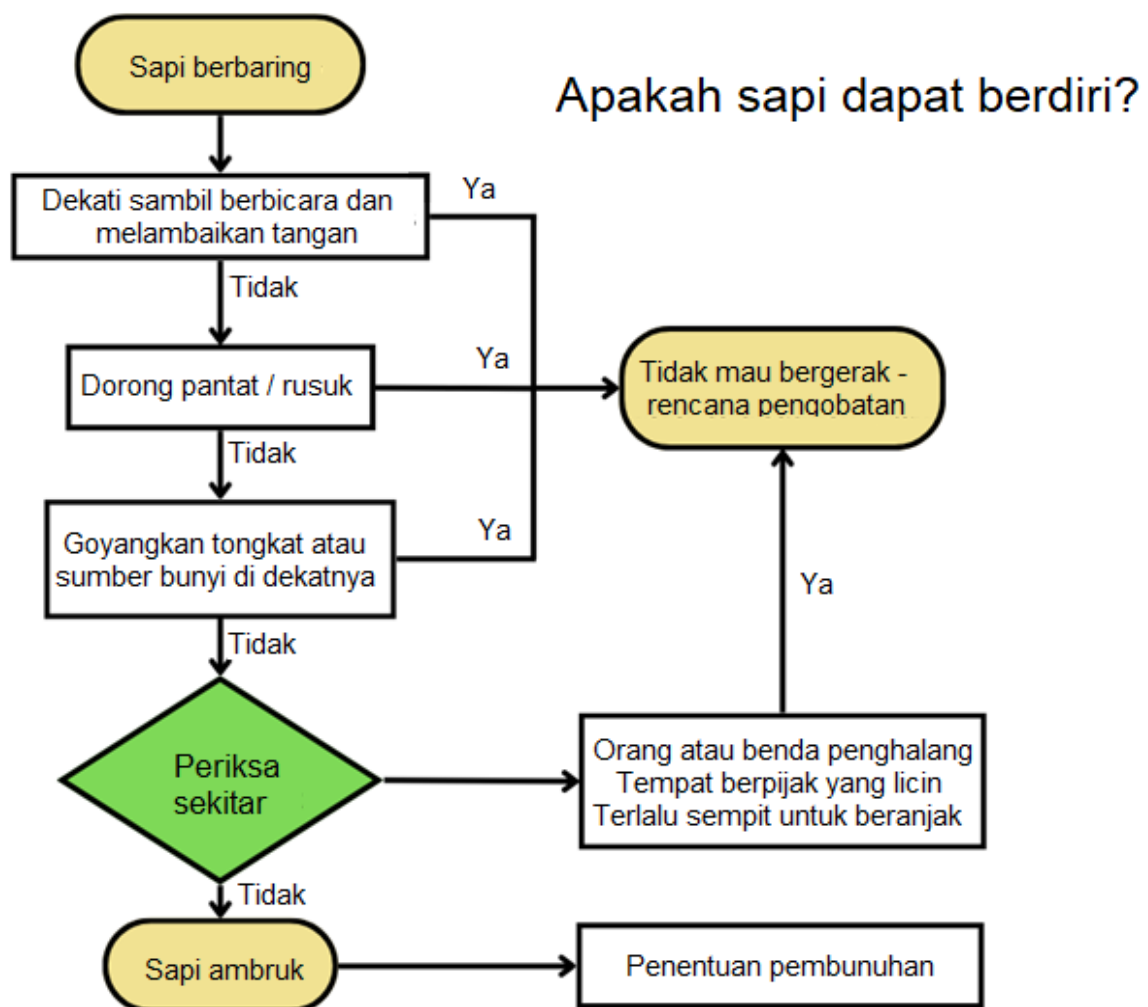 Sapi berbaring
Apakah sapi dapat berdiri?
Dekati sambil berbicara dan
melambaikan tangan
Ya
Tidak
Dorong pantat / rusuk
Ya
Tidak mau bergerak -
rencana pengobatan
Tidak
Goyangkan tongkat atau
sumber bunyi di dekatnya
Ya
Ya
Tidak
Periksa
sekitar
Orang atau benda penghalang
Tempat berpijak yang licin
Terlalu sempit untuk beranjak
Tidak
Sapi ambruk
Penentuan pembunuhan